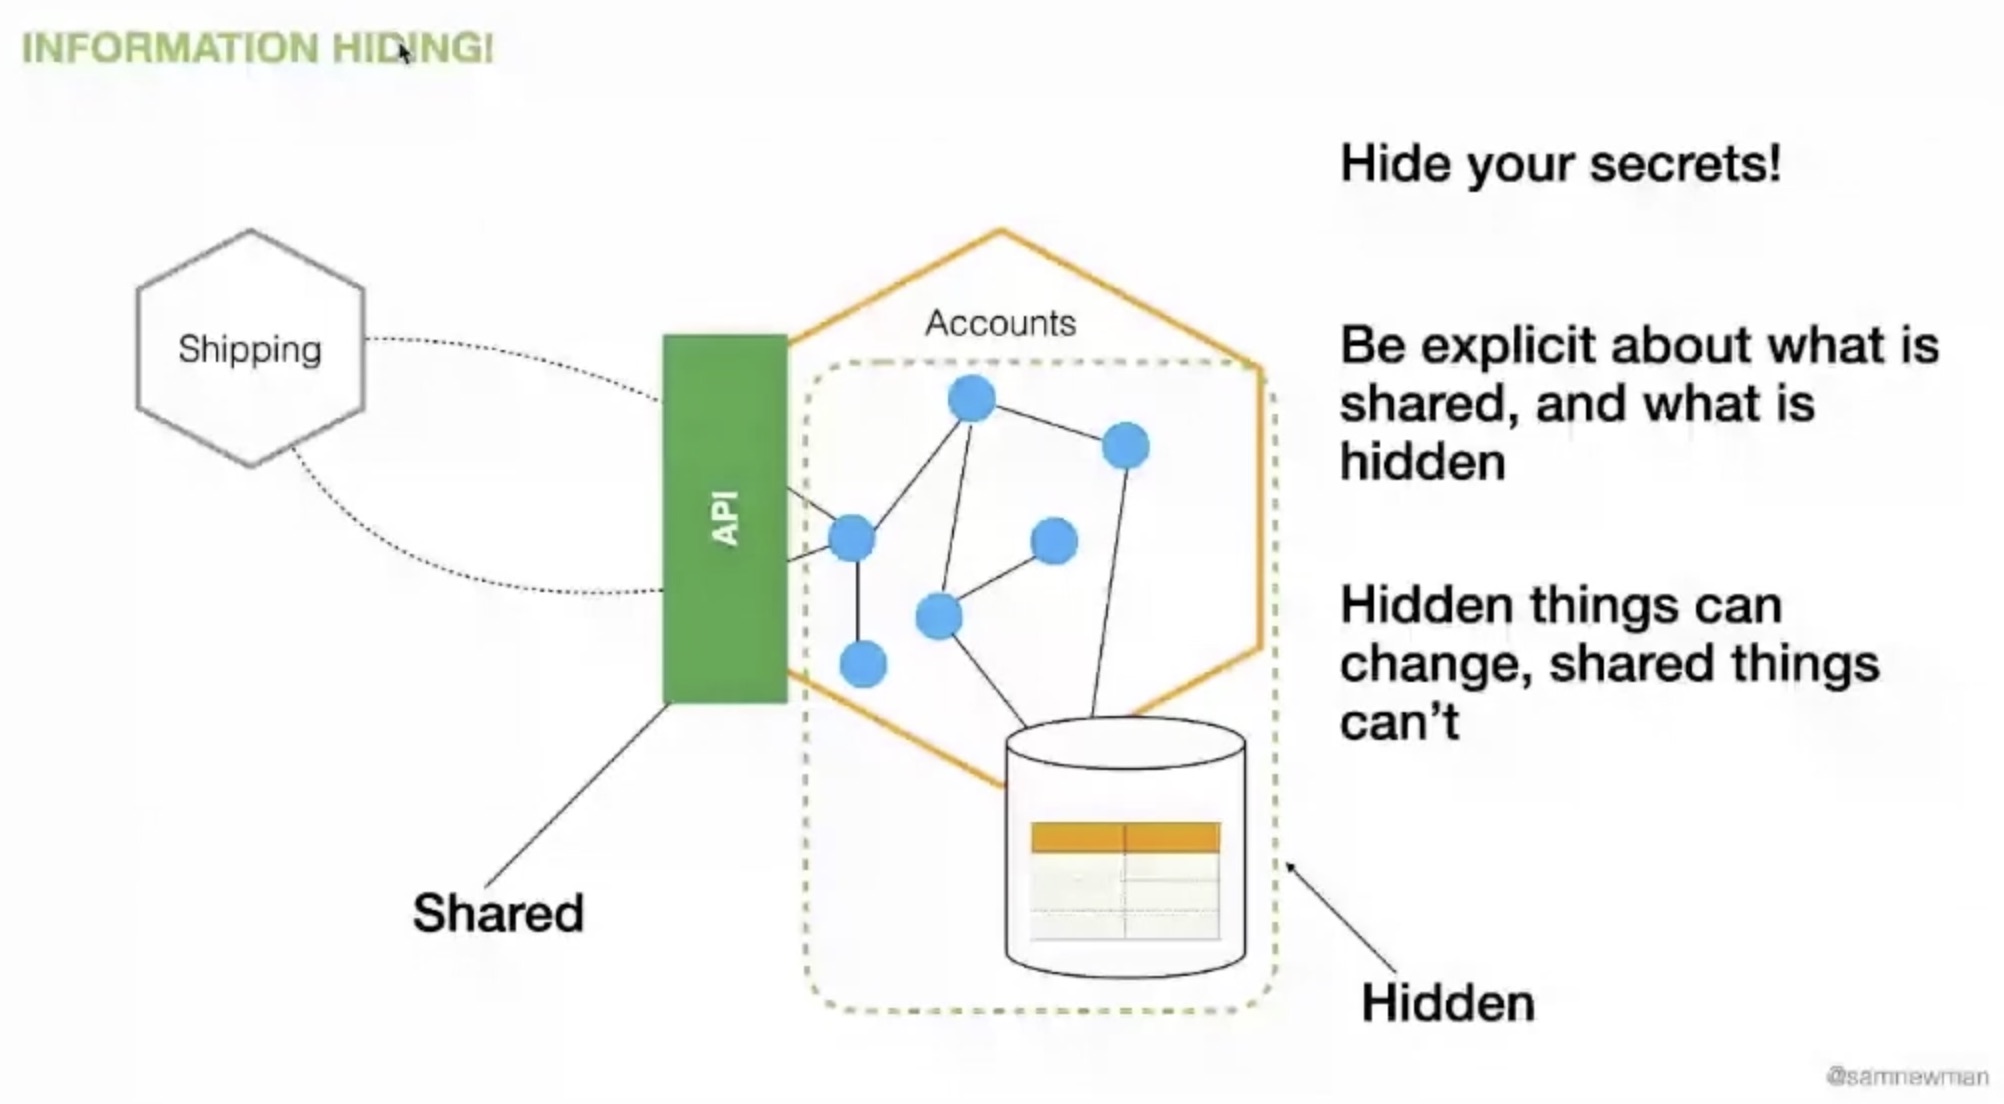 INFORMATION HIDING!
Hide your secrets!
Shipping
Accounts
API
Be explicit about what is
shared, and what is
hidden
Hidden things can
change, shared things
can't
Shared
Hidden
@samnewman